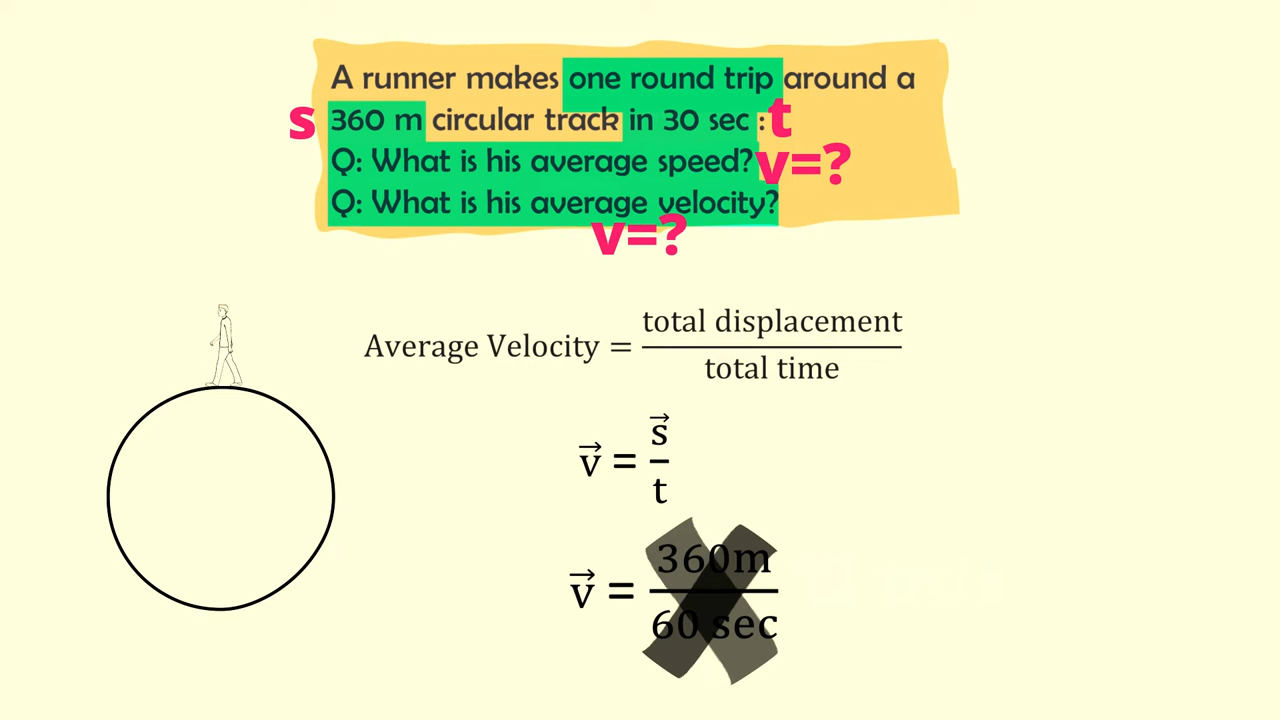 A runner makes one round trip around a
s 360 m circular track in 30 sec : t
Q: What is his average speed? v=?
Q: What is his average velocity?
v=?
Average Velocity = total displacement / total time
v⃗ = s⃗ / t
v⃗ = 360m / 60 sec